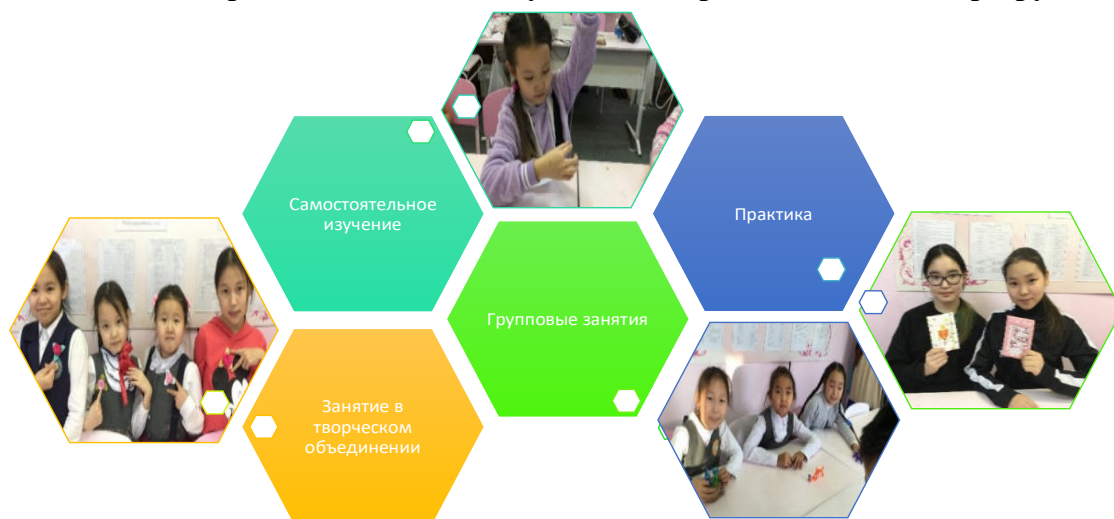 Самостоятельное
изучение
Практика
Групповые занятия
Занятие в
творческом
объединении